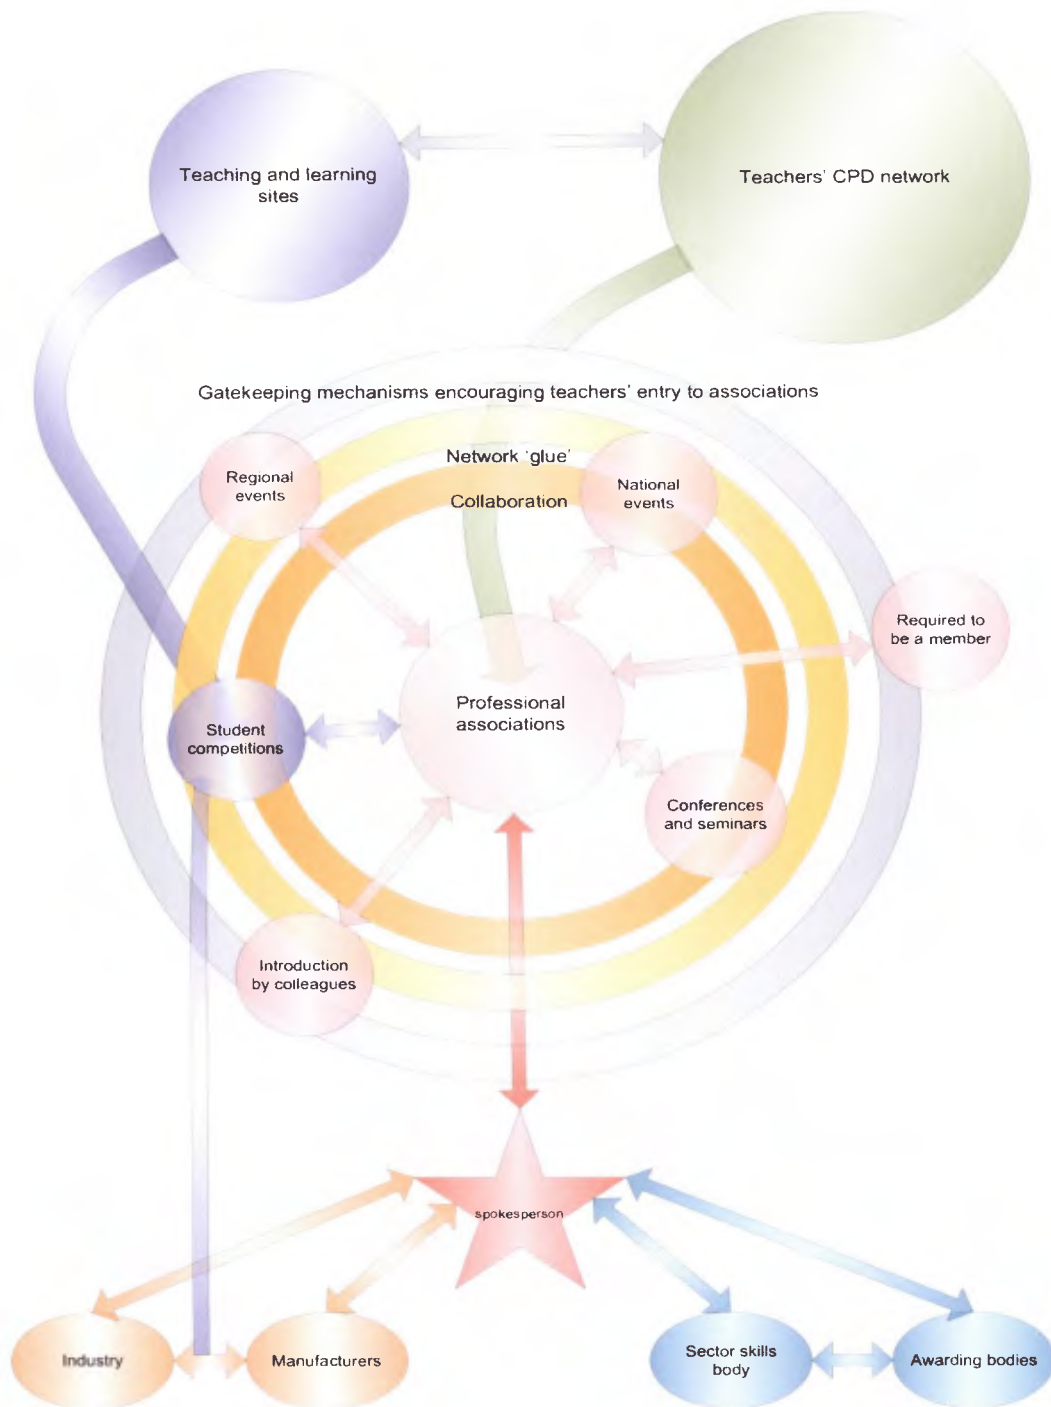 Teaching and learning
sites
Teachers' CPD network
Gatekeeping mechanisms encouraging teachers' entry to associations
Network 'glue'
Regional
events
National
events
Collaboration
Required to
be a member
Professional
associations
Student
competitions
Conferences
and seminars
Introduction
by colleagues
spokesperson
Industry
Manufacturers
Sector skills
body
Awarding bodies